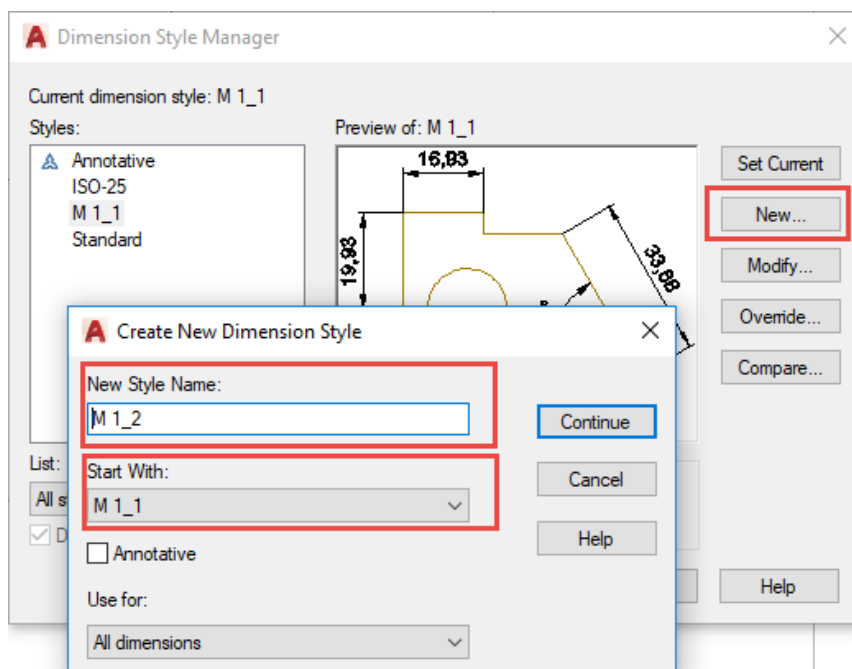 Dimension Style Manager
Current dimension style: M 1_1
Styles:
Preview of: M 1_1
Annotative
ISO-25
M 1_1
Standard
16,93
19,93
33,88
Set Current
New...
Modify...
Override...
Compare...
Create New Dimension Style
New Style Name:
M 1_2
Continue
Start With:
M 1_1
Cancel
Annotative
Help
Use for:
All dimensions
List:
All
D
Help